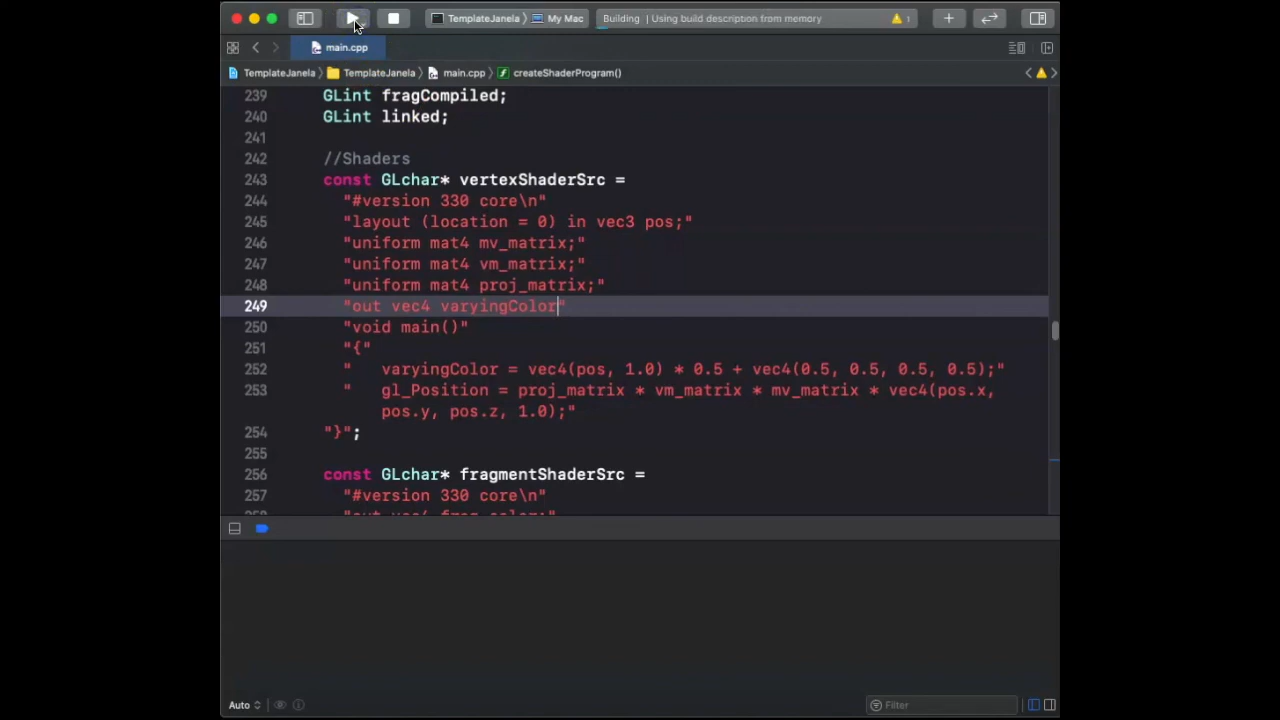 TemplateJanela 〉 My Mac
Building | Using build description from memory
1
main.cpp
TemplateJanela 〉 TemplateJanela 〉 main.cpp 〉 createShaderProgram()
239 GLint fragCompiled;
240 GLint linked;
241
242 //Shaders
243 const GLchar* vertexShaderSrc =
244 "#version 330 core\n"
245 "layout (location = 0) in vec3 pos;"
246 "uniform mat4 mv_matrix;"
247 "uniform mat4 vm_matrix;"
248 "uniform mat4 proj_matrix;"
249 "out vec4 varyingColor"
250 "void main()"
251 "{"
252 "   varyingColor = vec4(pos, 1.0) * 0.5 + vec4(0.5, 0.5, 0.5, 0.5);"
253 "   gl_Position = proj_matrix * vm_matrix * mv_matrix * vec4(pos.x,
pos.y, pos.z, 1.0);"
254 "}";
255
256 const GLchar* fragmentShaderSrc =
257 "#version 330 core\n"
258 "out vec4 frag_color;"
Auto
Filter